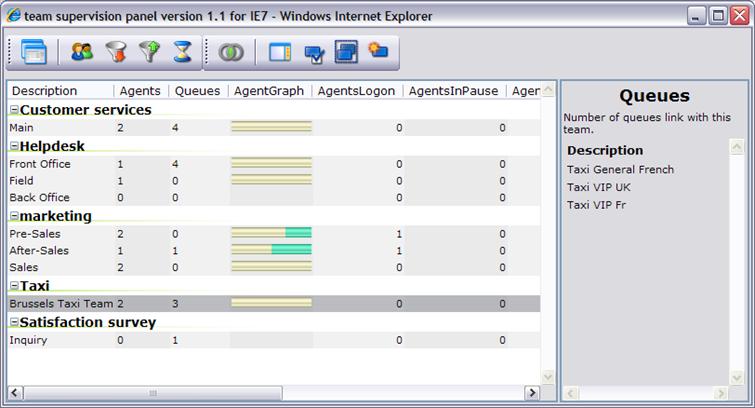 team supervision panel version 1.1 for IE7 - Windows Internet Explorer
Description Agents Queues AgentGraph AgentsLogon AgentsInPause Agen
Customer services
Main 2 4 0 0
Helpdesk
Front Office 1 4 0 0
Field 1 0 0 0
Back Office 0 0 0 0
marketing
Pre-Sales 2 0 1 0
After-Sales 1 1 1 0
Sales 2 0 0 0
Taxi
Brussels Taxi Team 2 3 0 0
Satisfaction survey
Inquiry 0 1 0 0
Queues
Number of queues link with this
team.
Description
Taxi General French
Taxi VIP UK
Taxi VIP Fr